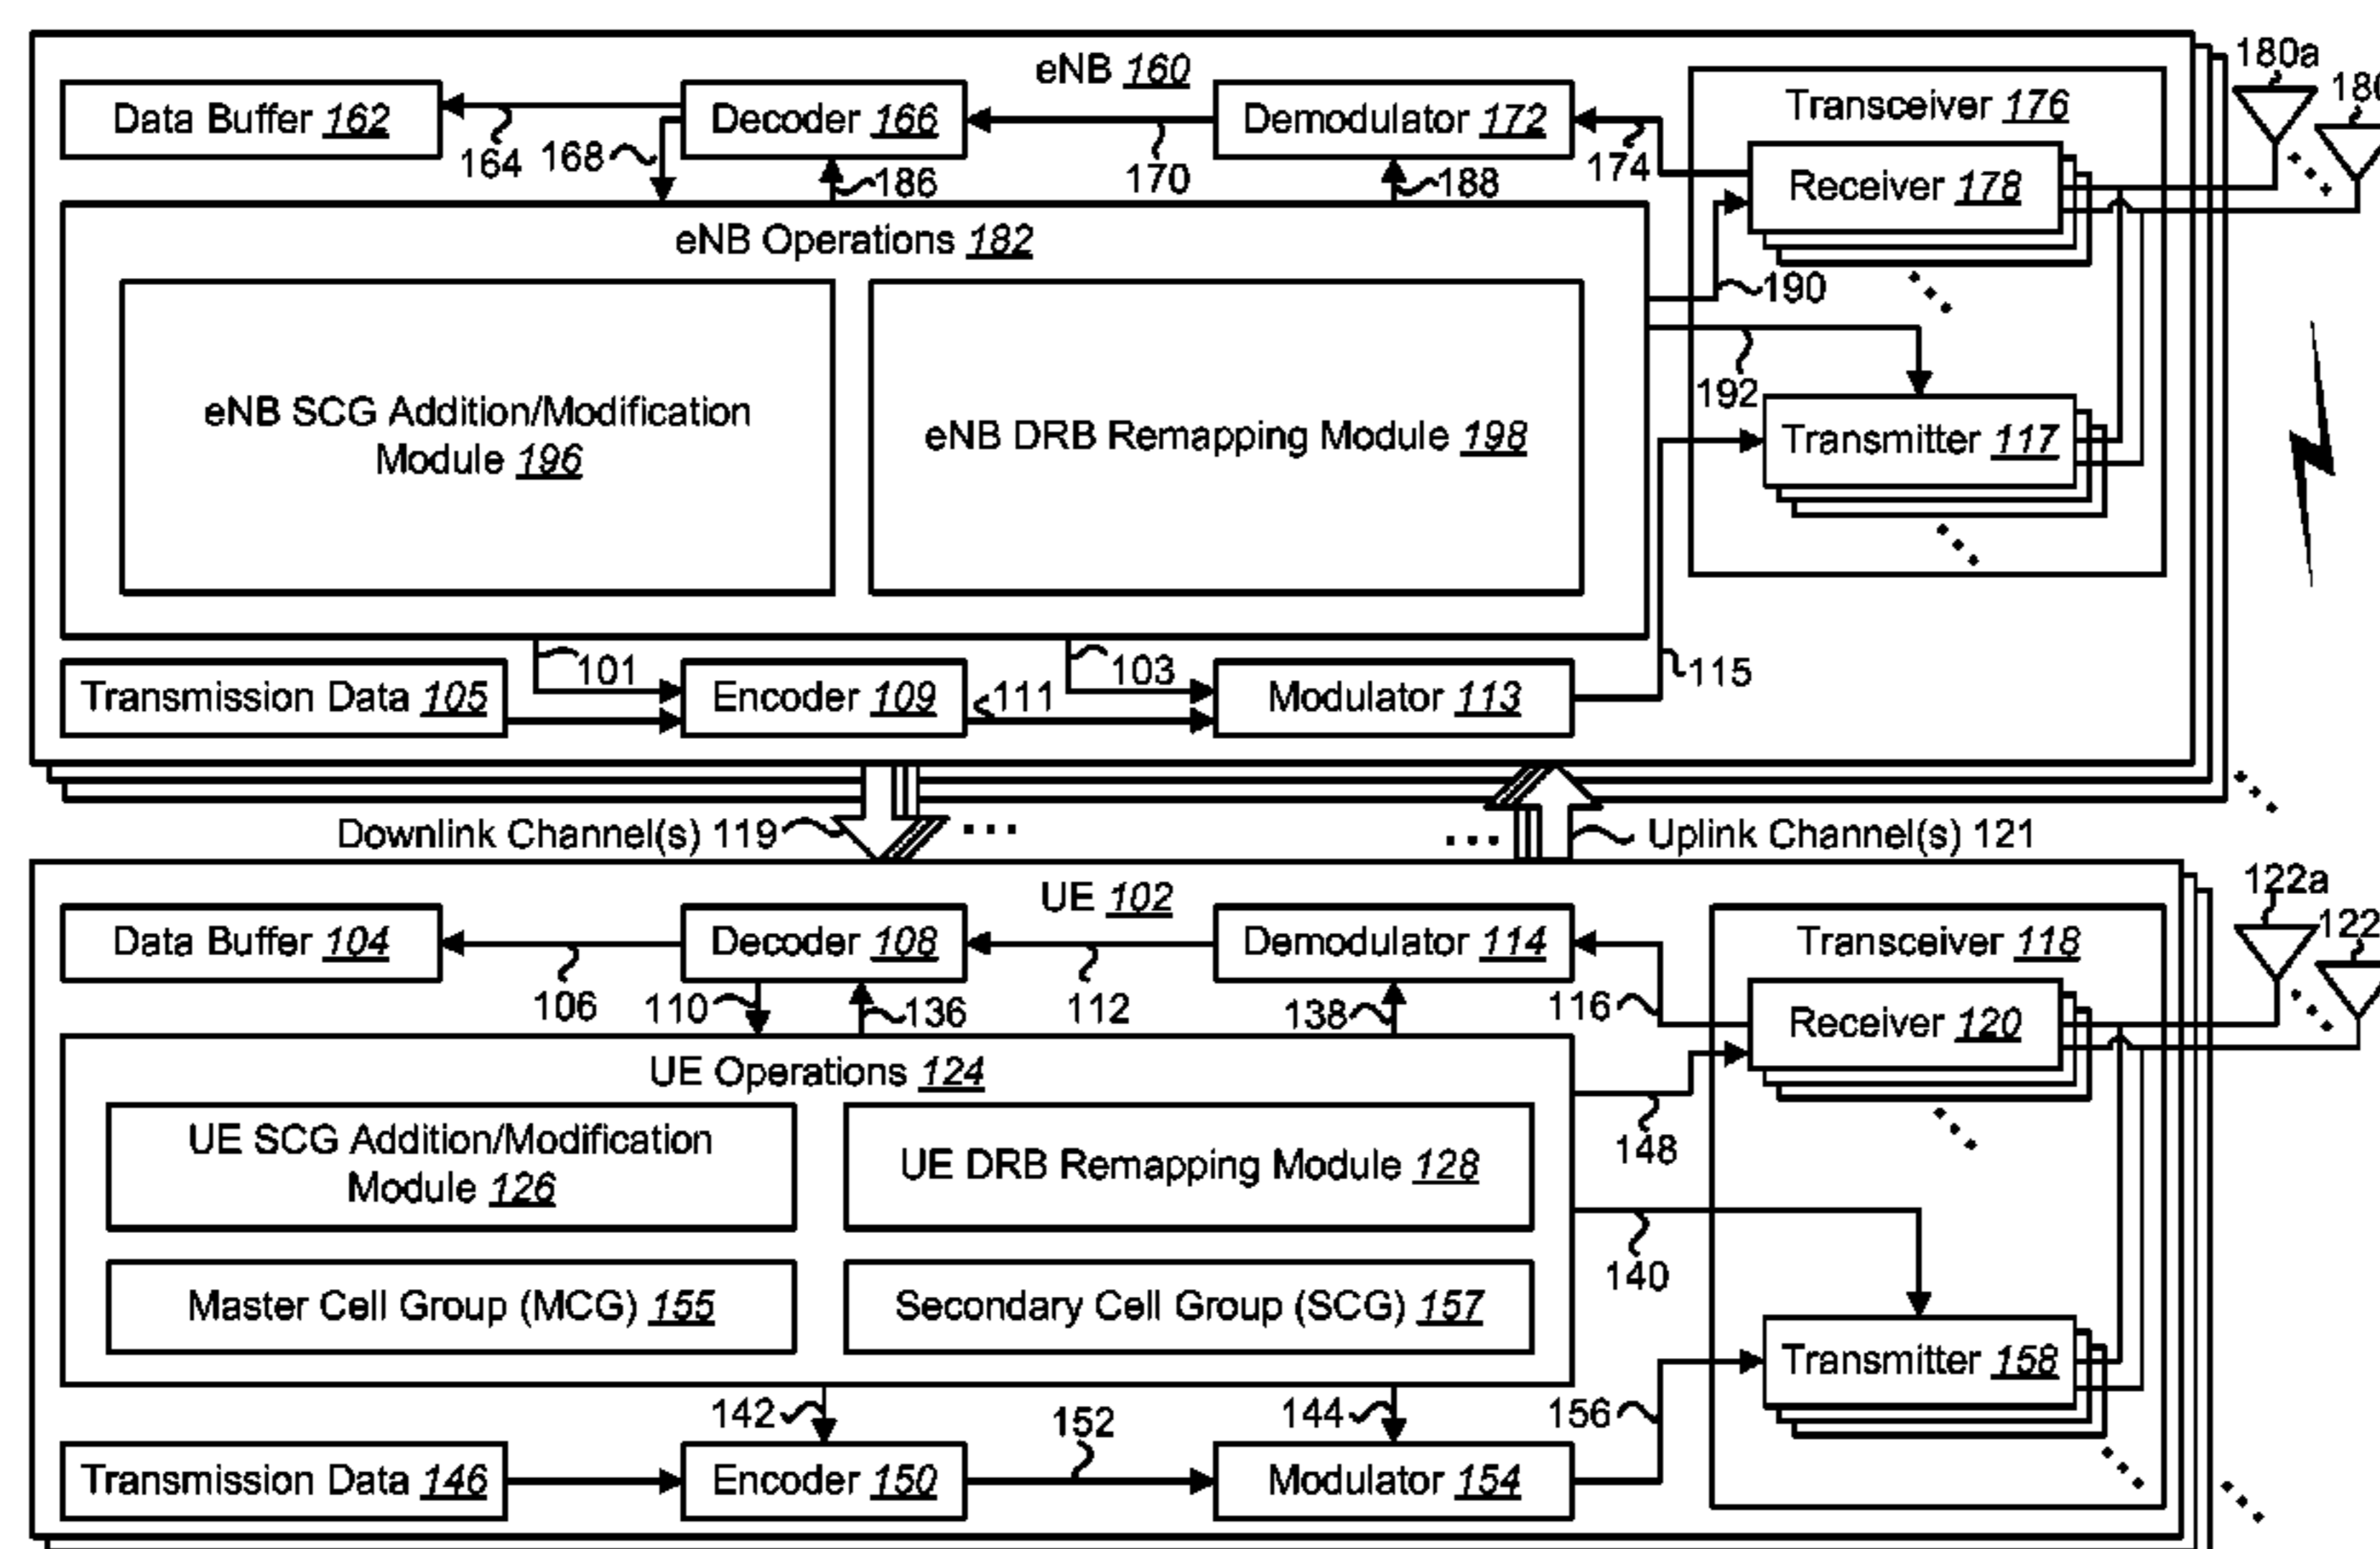 eNB 160
180a
180
Data Buffer 162
Decoder 166
Demodulator 172
Transceiver 176
164
168
186
170
188
174
Receiver 178
eNB Operations 182
190
192
eNB SCG Addition/Modification
Module 196
eNB DRB Remapping Module 198
Transmitter 117
101
103
115
Transmission Data 105
Encoder 109
111
Modulator 113
Downlink Channel(s) 119
Uplink Channel(s) 121
UE 102
122a
122
Data Buffer 104
Decoder 108
Demodulator 114
Transceiver 118
106
110
136
112
138
116
Receiver 120
UE Operations 124
148
UE SCG Addition/Modification
Module 126
UE DRB Remapping Module 128
140
Master Cell Group (MCG) 155
Secondary Cell Group (SCG) 157
Transmitter 158
142
152
144
156
Transmission Data 146
Encoder 150
Modulator 154